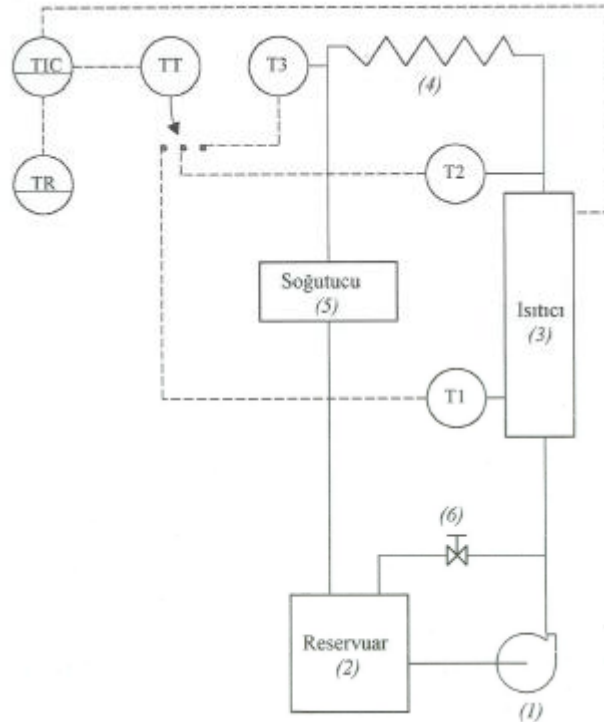 TIC
TT
T3
(4)
TR
T2
Soğutucu
(5)
Isıtıcı
(3)
T1
(6)
Reservuar
(2)
(1)